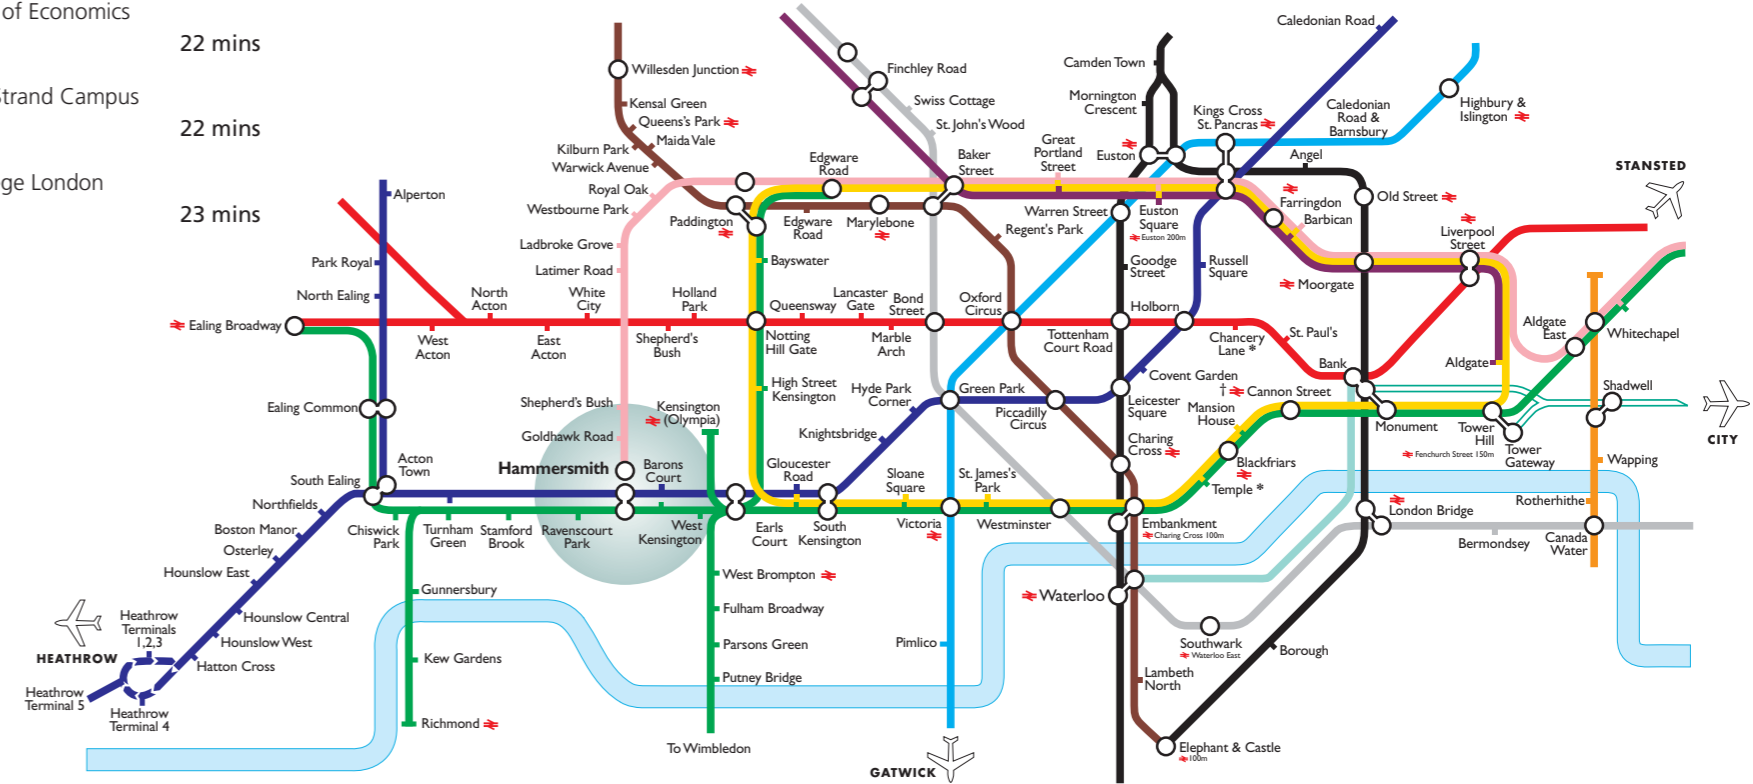 of Economics
22 mins
Strand Campus
22 mins
ge London
23 mins
Caledonian Road
Camden Town
Willesden Junction
Finchley Road
Swiss Cottage
St. John's Wood
Mornington
Crescent
Kings Cross
St. Pancras
Caledonian
Road &
Barnsbury
Highbury &
Islington
Kensal Green
Queens's Park
Maida Vale
Kilburn Park
Warwick Avenue
Royal Oak
Westbourne Park
Edgware
Road
Baker
Street
Great
Portland
Street
Euston
Angel
STANSTED
Old Street
Alperton
Paddington
Edgware
Road
Marylebone
Regent's Park
Warren Street
Euston
Square
Euston 200m
Farringdon
Barbican
Liverpool
Street
Ladbroke Grove
Latimer Road
Park Royal
North Ealing
Bayswater
Goodge
Street
Russell
Square
Moorgate
Ealing Broadway
North
Acton
White
City
Holland
Park
Queensway
Lancaster
Gate
Bond
Street
Oxford
Circus
Holborn
West
Acton
East
Acton
Shepherd's
Bush
Notting
Hill Gate
Marble
Arch
Tottenham
Court Road
Chancery
Lane *
St. Paul's
Aldgate
East
Whitechapel
Bank
Aldgate
Covent Garden
High Street
Kensington
Hyde Park
Corner
Green Park
Piccadilly
Circus
Leicester
Square
† Cannon Street
Mansion
House
Monument
Tower
Hill
Tower
Gateway
Fenchurch Street 150m
Shadwell
CITY
Ealing Common
Shepherd's Bush
Kensington
(Olympia)
Goldhawk Road
Knightsbridge
Charing
Cross
Blackfriars
Temple *
Wapping
Rotherhithe
Acton
Town
South Ealing
Hammersmith
Barons
Court
Gloucester
Road
Sloane
Square
St. James's
Park
Northfields
Boston Manor
Osterley
Hounslow East
Hounslow Central
Hounslow West
Hatton Cross
Chiswick
Park
Turnham
Green
Stamford
Brook
Ravenscourt
Park
West
Kensington
Earls
Court
South
Kensington
Victoria
Westminster
Embankment
Charing Cross 100m
London Bridge
Bermondsey
Canada
Water
Gunnersbury
West Brompton
Fulham Broadway
Parsons Green
Putney Bridge
Kew Gardens
Richmond
To Wimbledon
Waterloo
Southwark
Waterloo East
Borough
Pimlico
Lambeth
North
Elephant & Castle
100m
Heathrow
Terminals
1,2,3
HEATHROW
Heathrow
Terminal 5
Heathrow
Terminal 4
GATWICK